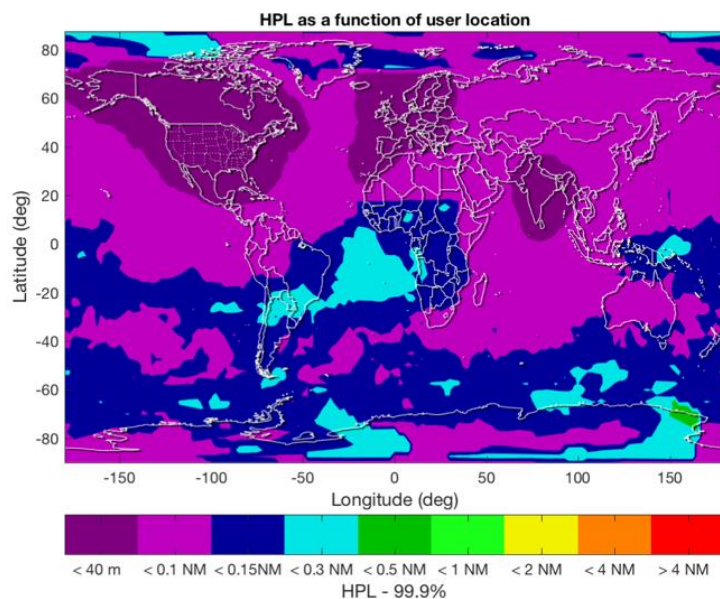 HPL as a function of user location
80
60
40
20
0
-20
-40
-60
-80
Latitude (deg)
-150 -100 -50 0 50 100 150
Longitude (deg)
< 40 m < 0.1 NM < 0.15NM < 0.3 NM < 0.5 NM < 1 NM < 2 NM < 4 NM > 4 NM
HPL - 99.9%